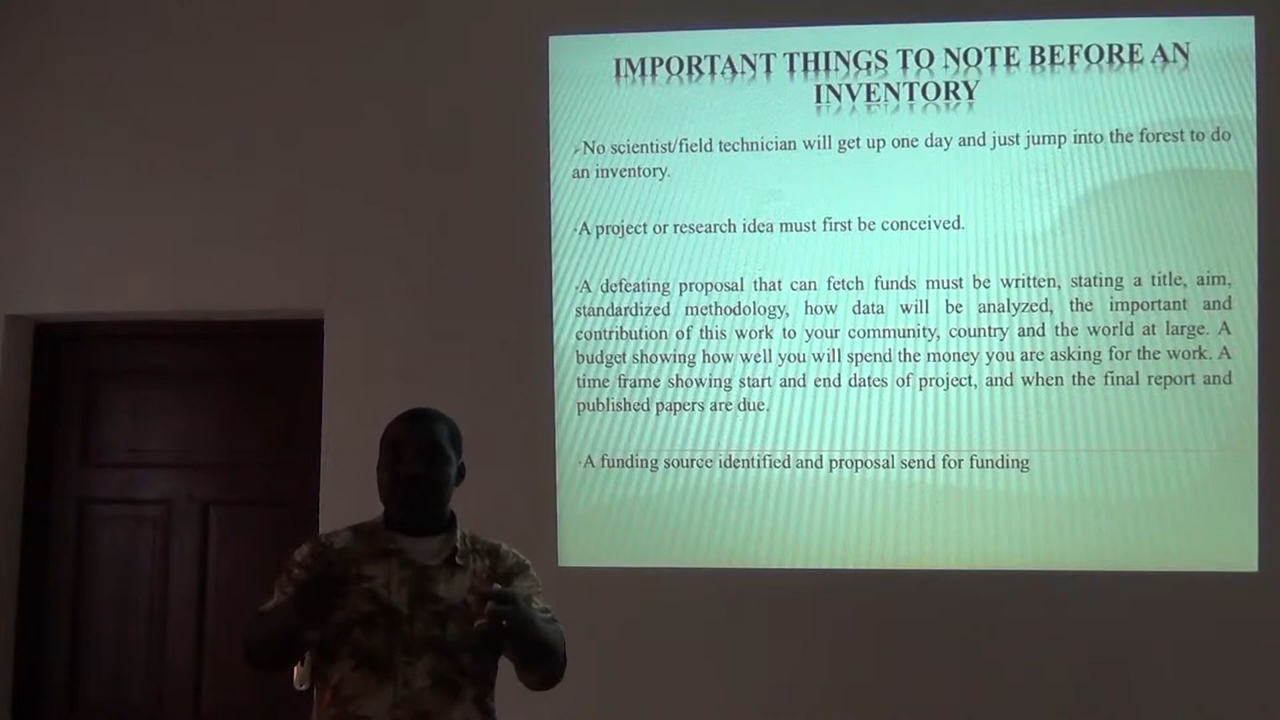 IMPORTANT THINGS TO NOTE BEFORE AN
INVENTORY
➢No scientist/field technician will get up one day and just jump into the forest to do
an inventory.
·A project or research idea must first be conceived.
·A defeating proposal that can fetch funds must be written, stating a title, aim,
standardized methodology, how data will be analyzed, the important and
contribution of this work to your community, country and the world at large. A
budget showing how well you will spend the money you are asking for the work. A
time frame showing start and end dates of project, and when the final report and
published papers are due.
·A funding source identified and proposal send for funding